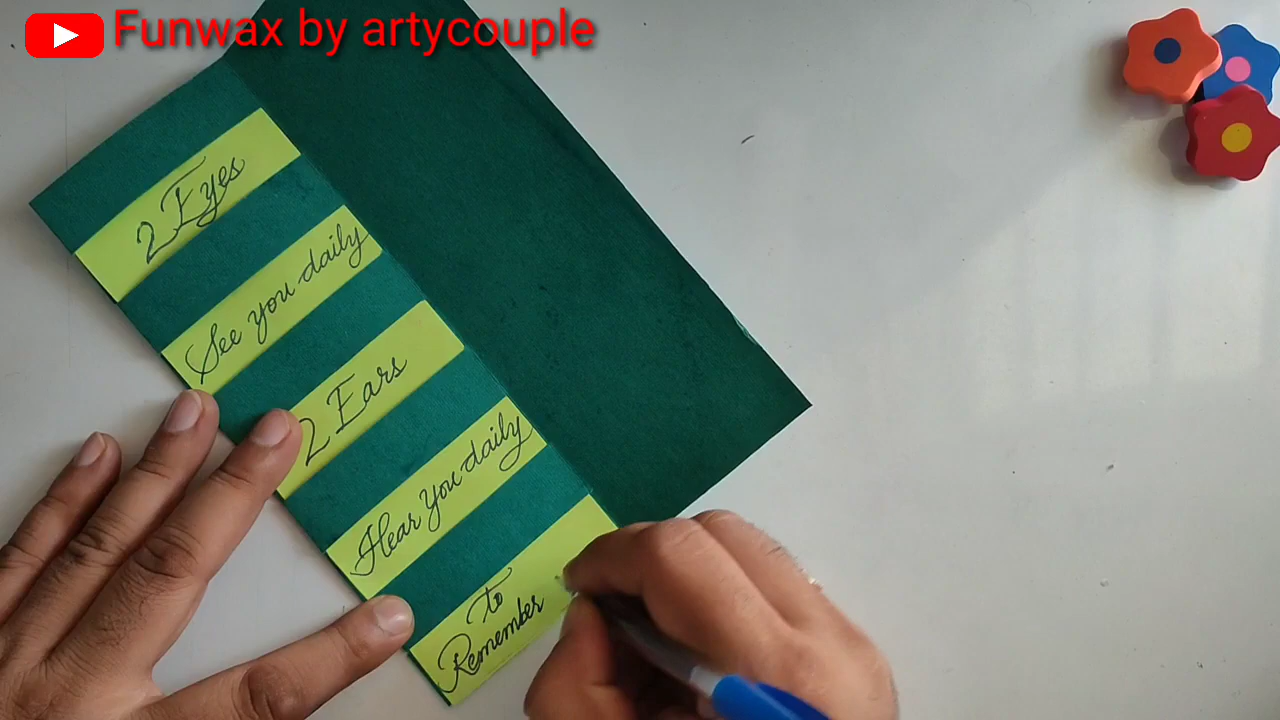 Funwax by artycouple
2 Eyes
See you daily
2 Ears
Hear you daily
to
Remember